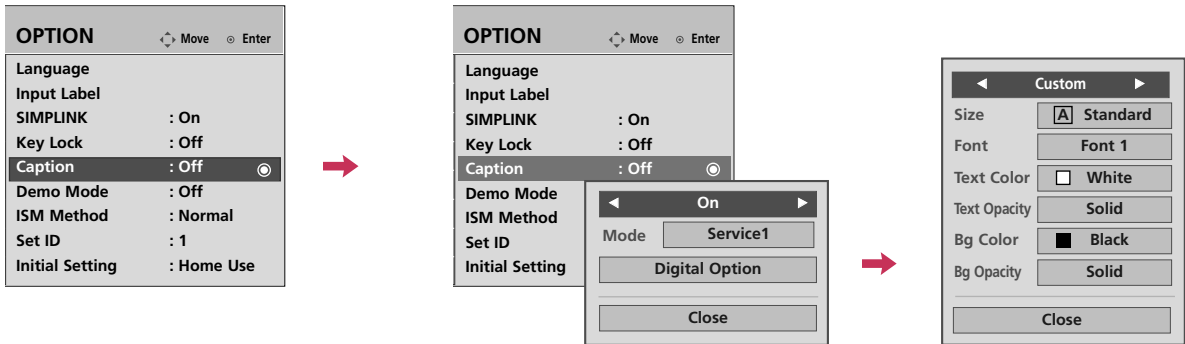 OPTION Move Enter
Language
Input Label
SIMPLINK : On
Key Lock : Off
Caption : Off
Demo Mode : Off
ISM Method : Normal
Set ID : 1
Initial Setting : Home Use
OPTION Move Enter
Language
Input Label
SIMPLINK : On
Key Lock : Off
Caption : Off
Demo Mode
ISM Method
Set ID
Initial Setting
On
Mode Service1
Digital Option
Close
Custom
Size A Standard
Font Font 1
Text Color White
Text Opacity Solid
Bg Color Black
Bg Opacity Solid
Close